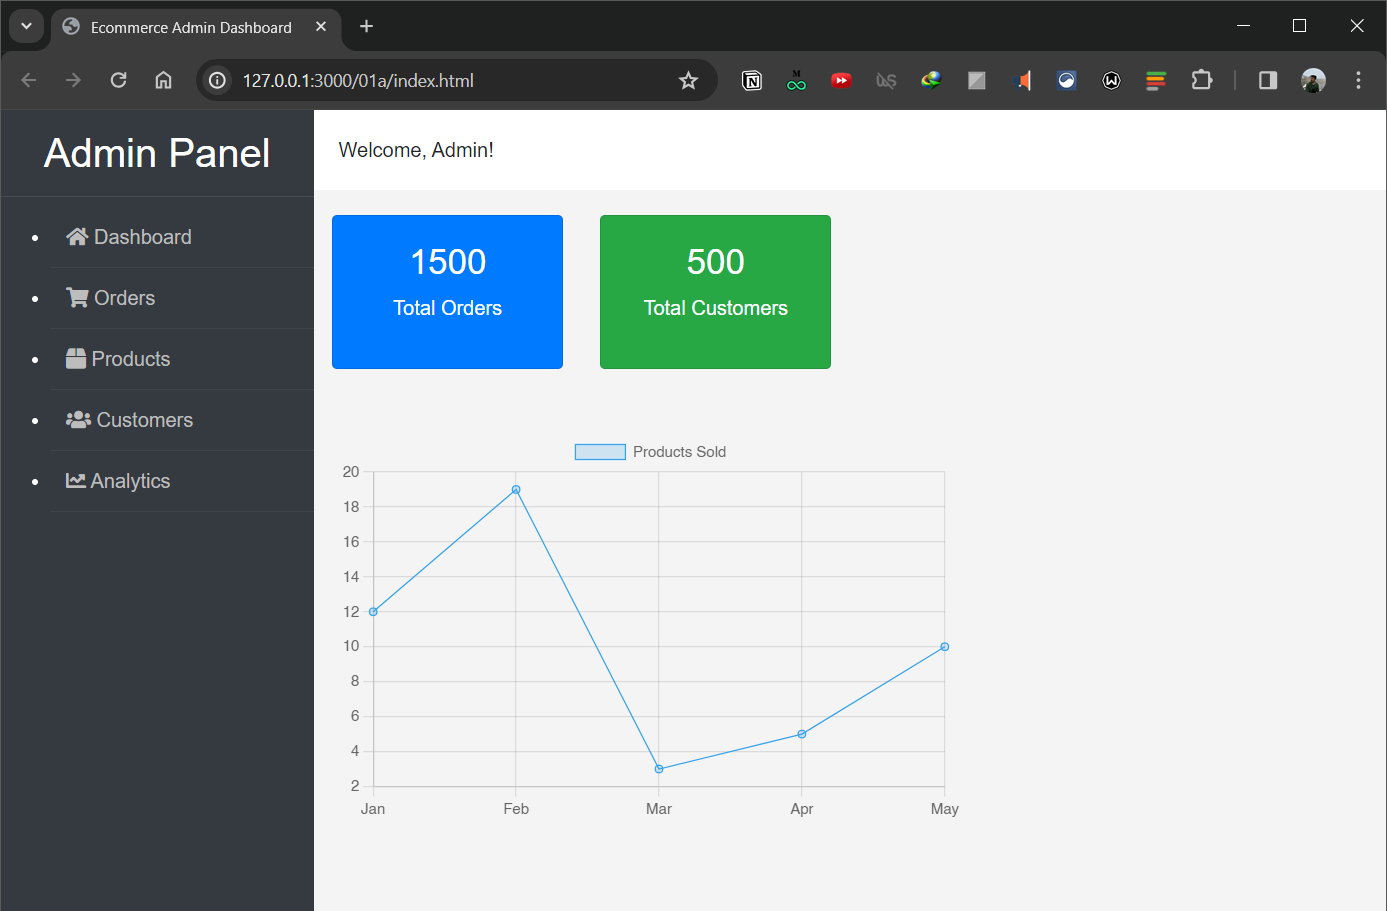 Ecommerce Admin Dashboard
127.0.0.1:3000/01a/index.html
Admin Panel
Dashboard
Orders
Products
Customers
Analytics
Welcome, Admin!
1500
Total Orders
500
Total Customers
Products Sold
20
18
16
14
12
10
8
6
4
2
Jan Feb Mar Apr May